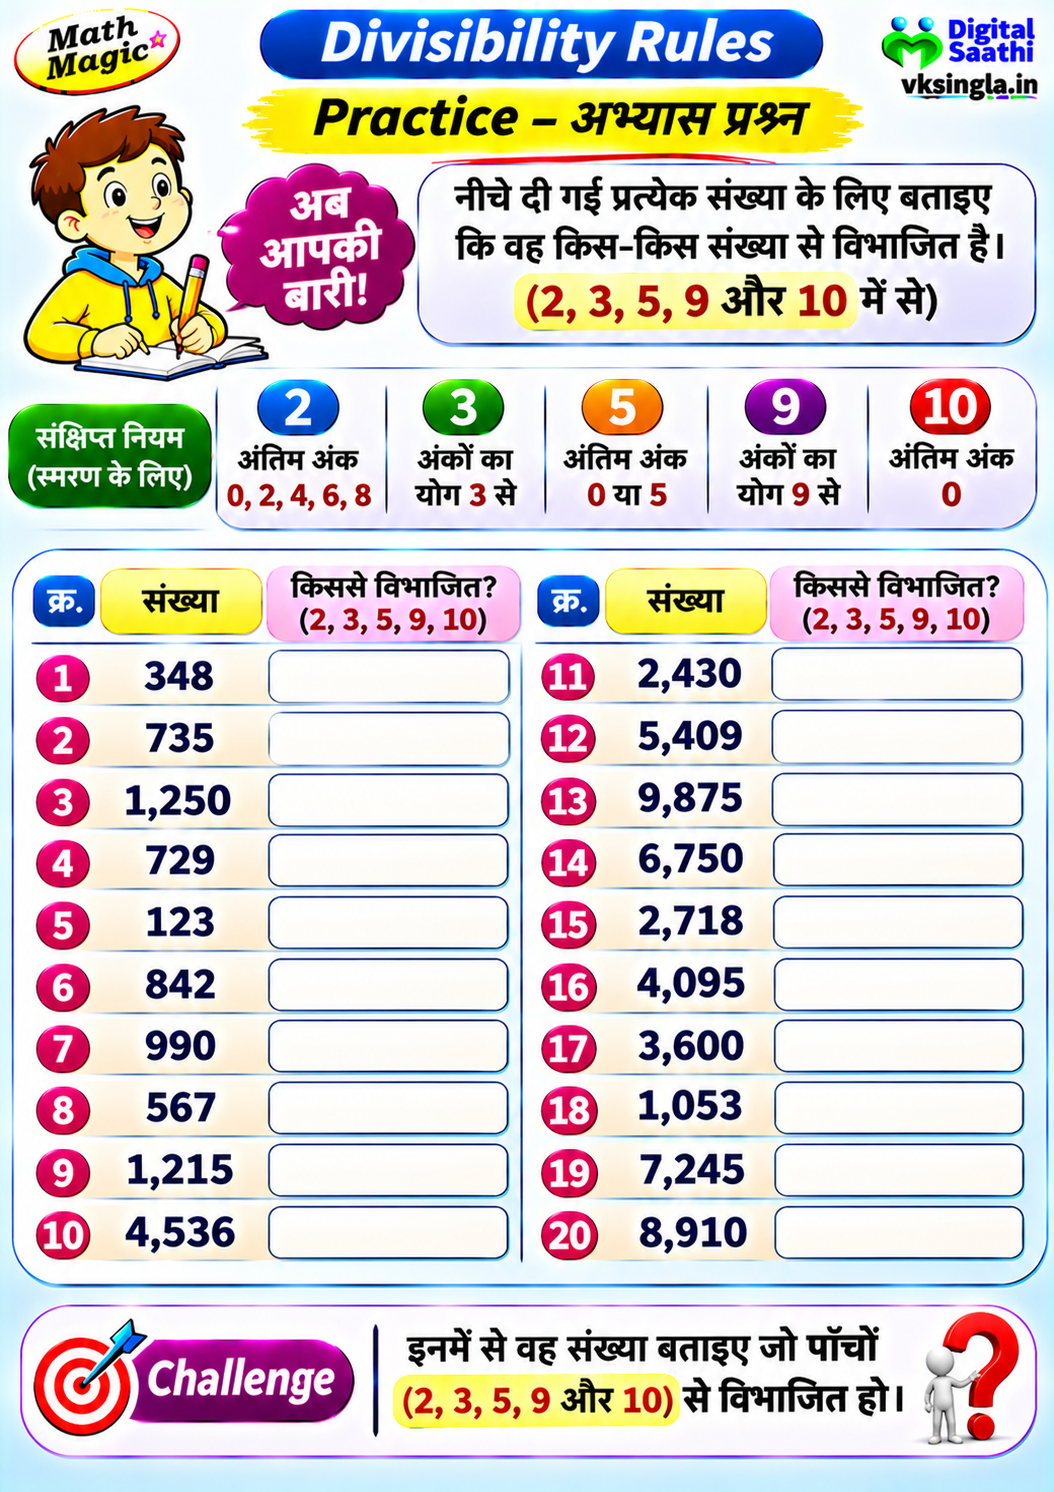 Math
Magic
Divisibility Rules
Digital
Saathi
vksingla.in
Practice – अभ्यास प्रश्न
अब
आपकी
बारी!
नीचे दी गई प्रत्येक संख्या के लिए बताइए
कि वह किस-किस संख्या से विभाजित है।
(2, 3, 5, 9 और 10 में से)
संक्षिप्त नियम
(स्मरण के लिए)
2
अंतिम अंक
0, 2, 4, 6, 8
3
अंकों का
योग 3 से
5
अंतिम अंक
0 या 5
9
अंकों का
योग 9 से
10
अंतिम अंक
0
क्र. संख्या किससे विभाजित?
(2, 3, 5, 9, 10)
1 348
2 735
3 1,250
4 729
5 123
6 842
7 990
8 567
9 1,215
10 4,536
क्र. संख्या किससे विभाजित?
(2, 3, 5, 9, 10)
11 2,430
12 5,409
13 9,875
14 6,750
15 2,718
16 4,095
17 3,600
18 1,053
19 7,245
20 8,910
Challenge
इनमें से वह संख्या बताइए जो पाँचों
(2, 3, 5, 9 और 10) से विभाजित हो।
?